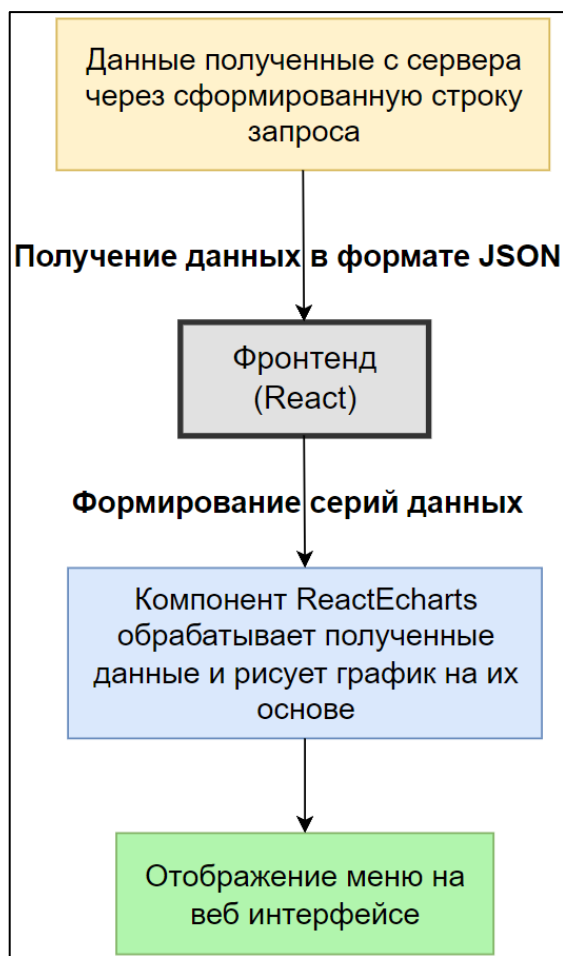 Данные полученные с сервера
через сформированную строку
запроса
Получение данных в формате JSON
Фронтенд
(React)
Формирование серий данных
Компонент ReactEcharts
обрабатывает полученные
данные и рисует график на их
основе
Отображение меню на
веб интерфейсе